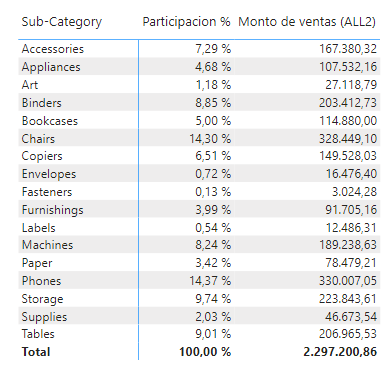 Sub-Category Participacion % Monto de ventas (ALL2)
Accessories 7,29 % 167.380,32
Appliances 4,68 % 107.532,16
Art 1,18 % 27.118,79
Binders 8,85 % 203.412,73
Bookcases 5,00 % 114.880,00
Chairs 14,30 % 328.449,10
Copiers 6,51 % 149.528,03
Envelopes 0,72 % 16.476,40
Fasteners 0,13 % 3.024,28
Furnishings 3,99 % 91.705,16
Labels 0,54 % 12.486,31
Machines 8,24 % 189.238,63
Paper 3,42 % 78.479,21
Phones 14,37 % 330.007,05
Storage 9,74 % 223.843,61
Supplies 2,03 % 46.673,54
Tables 9,01 % 206.965,53
Total 100,00 % 2.297.200,86